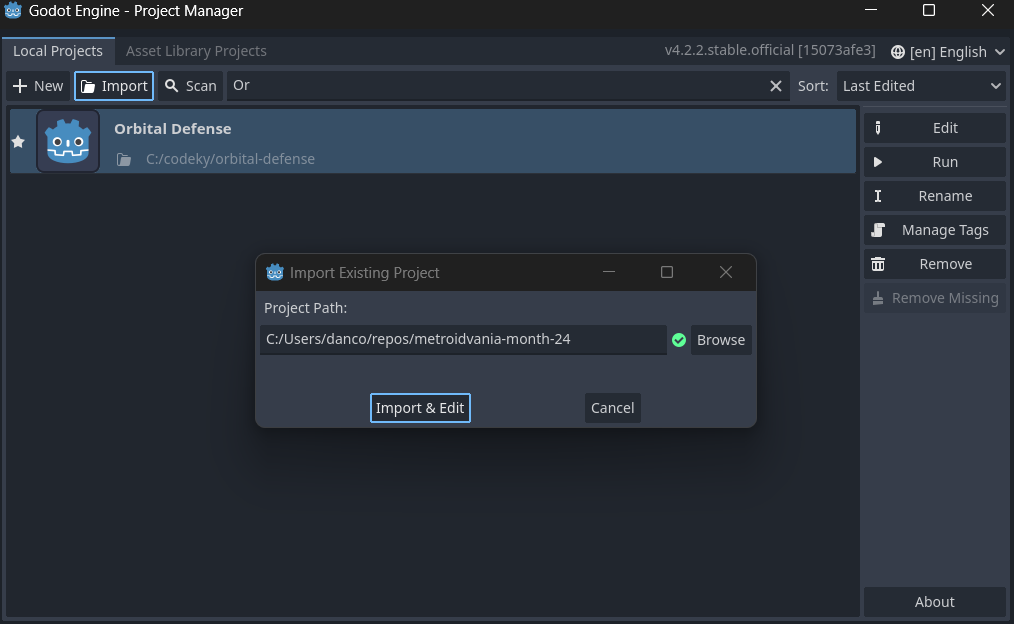 Godot Engine - Project Manager
Local Projects Asset Library Projects v4.2.2.stable.official [15073afe3] [en] English
New Import Scan Or Sort: Last Edited
Orbital Defense
C:/codeky/orbital-defense
Edit
Run
Rename
Manage Tags
Remove
Remove Missing
Import Existing Project
Project Path:
C:/Users/danco/repos/metroidvania-month-24 Browse
Import & Edit Cancel
About